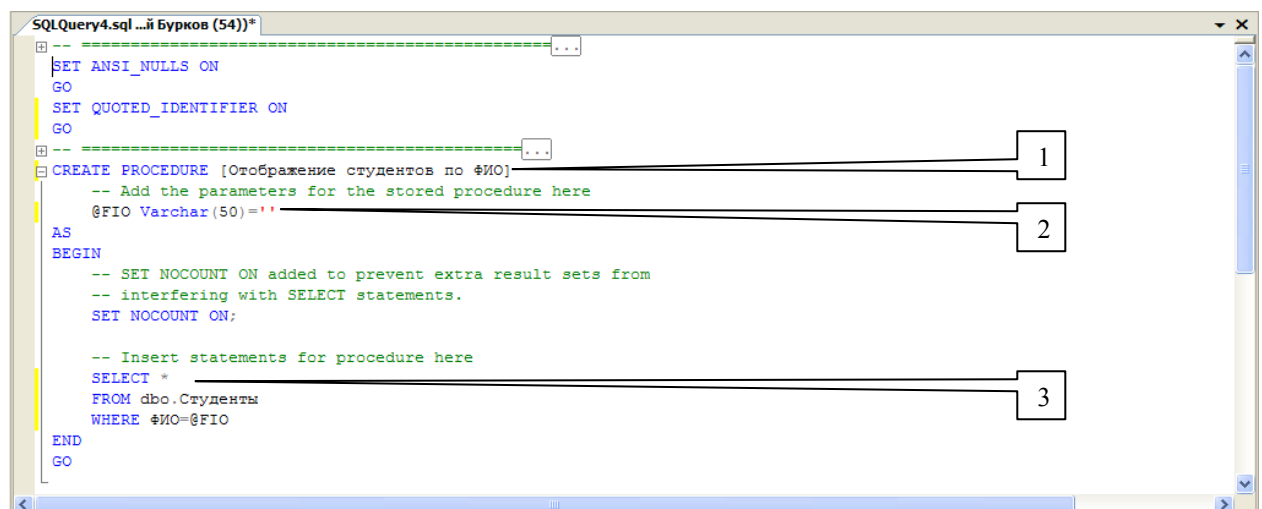 SQLQuery4.sql ...й Бурков (54))*
-- ================================================...
SET ANSI_NULLS ON
GO
SET QUOTED_IDENTIFIER ON
GO
-- =============================================...
CREATE PROCEDURE [Отображение студентов по ФИО]
1
-- Add the parameters for the stored procedure here
@FIO Varchar(50)=''
2
AS
BEGIN
-- SET NOCOUNT ON added to prevent extra result sets from
-- interfering with SELECT statements.
SET NOCOUNT ON;
-- Insert statements for procedure here
SELECT *
3
FROM dbo.Студенты
WHERE ФИО=@FIO
END
GO